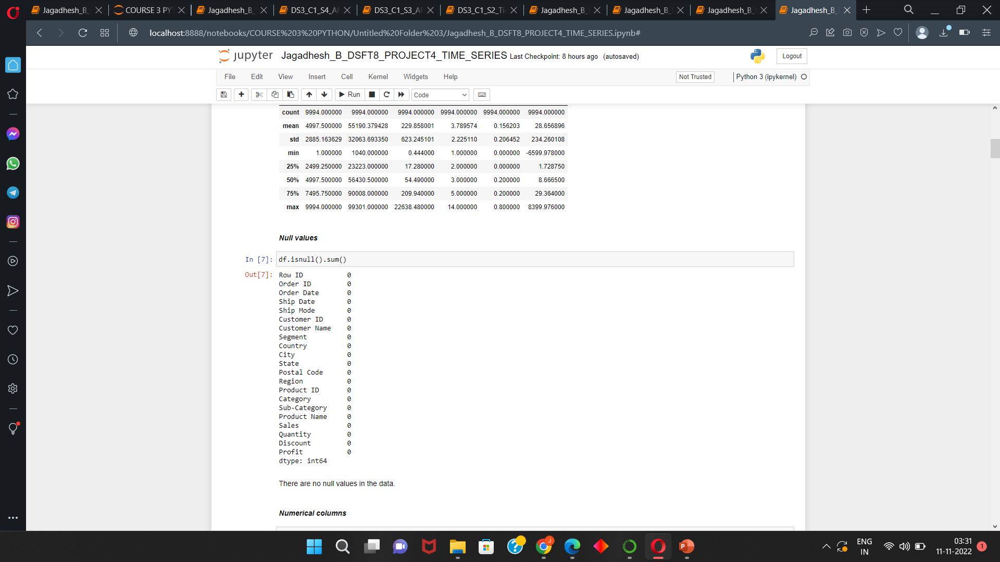 Jagadhesh_B_ COURSE 3 PY Jagadhesh_B_ DS3_C1_S4_A DS3_C1_S3_A DS3_C1_S2_Ti Jagadhesh_B_ Jagadhesh_B_ Jagadhesh_B_ Jagadhesh_B_
localhost:8888/notebooks/COURSE%203%20PYTHON/Untitled%20Folder%203/Jagadhesh_B_DSFT8_PROJECT4_TIME_SERIES.ipynb#
jupyter Jagadhesh_B_DSFT8_PROJECT4_TIME_SERIES Last Checkpoint: 8 hours ago (autosaved) Logout
File Edit View Insert Cell Kernel Widgets Help Not Trusted Python 3 (ipykernel)
Run Code
count 9994.000000 9994.000000 9994.000000 9994.000000 9994.000000 9994.000000
mean 4997.500000 55190.379428 229.858001 3.789574 0.156203 28.656896
std 2885.163629 32063.693350 623.245101 2.225110 0.206452 234.260108
min 1.000000 1040.000000 0.444000 1.000000 0.000000 -6599.978000
25% 2499.250000 23223.000000 17.280000 2.000000 0.000000 1.728750
50% 4997.500000 56430.500000 54.490000 3.000000 0.200000 8.666500
75% 7495.750000 90008.000000 209.940000 5.000000 0.200000 29.364000
max 9994.000000 99301.000000 22638.480000 14.000000 0.800000 8399.976000
Null values
In [7]: df.isnull().sum()
Out[7]: Row ID 0
Order ID 0
Order Date 0
Ship Date 0
Ship Mode 0
Customer ID 0
Customer Name 0
Segment 0
Country 0
City 0
State 0
Postal Code 0
Region 0
Product ID 0
Category 0
Sub-Category 0
Product Name 0
Sales 0
Quantity 0
Discount 0
Profit 0
dtype: int64
There are no null values in the data.
Numerical columns
ENG
IN
03:31
11-11-2022
1